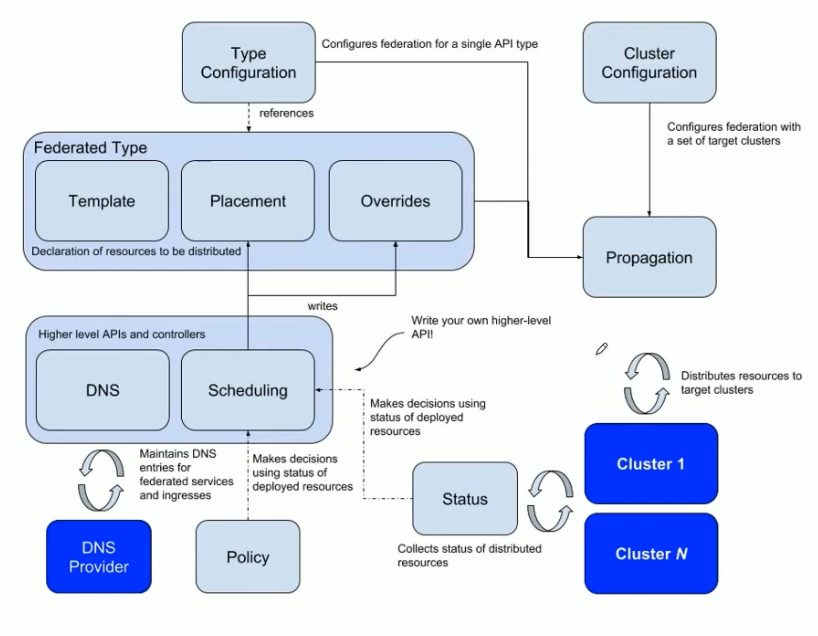 Type
Configuration
Configures federation for a single API type
Cluster
Configuration
references
Configures federation with
a set of target clusters
Federated Type
Template
Placement
Overrides
Declaration of resources to be distributed
Propagation
writes
Higher level APIs and controllers
Write your own higher-level
API!
DNS
Scheduling
Distributes resources to
target clusters
Makes decisions using
status of deployed
resources
Maintains DNS
entries for
federated services
and ingresses
Makes decisions
using status of
deployed resources
Cluster 1
Status
Collects status of distributed
resources
DNS
Provider
Policy
Cluster N